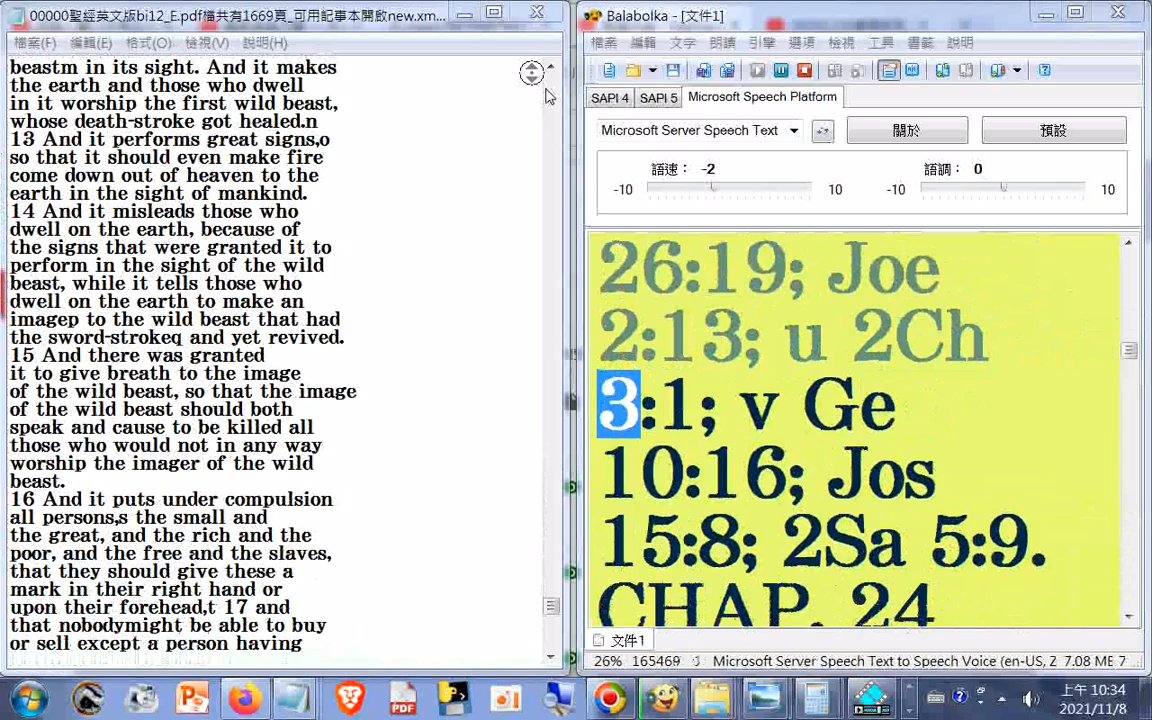 00000聖經英文版bi12_E.pdf檔共有1669頁_可用記事本開啟new.xm...
檔案(F) 編輯(E) 格式(O) 檢視(V) 說明(H)
beastm in its sight. And it makes
the earth and those who dwell
in it worship the first wild beast,
whose death-stroke got healed.n
13 And it performs great signs,o
so that it should even make fire
come down out of heaven to the
earth in the sight of mankind.
14 And it misleads those who
dwell on the earth, because of
the signs that were granted it to
perform in the sight of the wild
beast, while it tells those who
dwell on the earth to make an
imagep to the wild beast that had
the sword-strokeq and yet revived.
15 And there was granted
it to give breath to the image
of the wild beast, so that the image
of the wild beast should both
speak and cause to be killed all
those who would not in any way
worship the imager of the wild
beast.
16 And it puts under compulsion
all persons,s the small and
the great, and the rich and the
poor, and the free and the slaves,
that they should give these a
mark in their right hand or
upon their forehead,t 17 and
that nobodymight be able to buy
or sell except a person having
Balabolka - [文件1]
檔案 編輯 文字 朗讀 引擎 選項 檢視 工具 書籤 說明
SAPI 4 SAPI 5 Microsoft Speech Platform
Microsoft Server Speech Text 關於 預設
語速: -2 語調: 0
-10 10 -10 10
26:19; Joe
2:13; u 2Ch
3:1; v Ge
10:16; Jos
15:8; 2Sa 5:9.
CHAP. 24
文件1
26% 165469 Microsoft Server Speech Text to Speech Voice (en-US, Z 7.08 ME 7
PDF
上午 10:34
2021/11/8